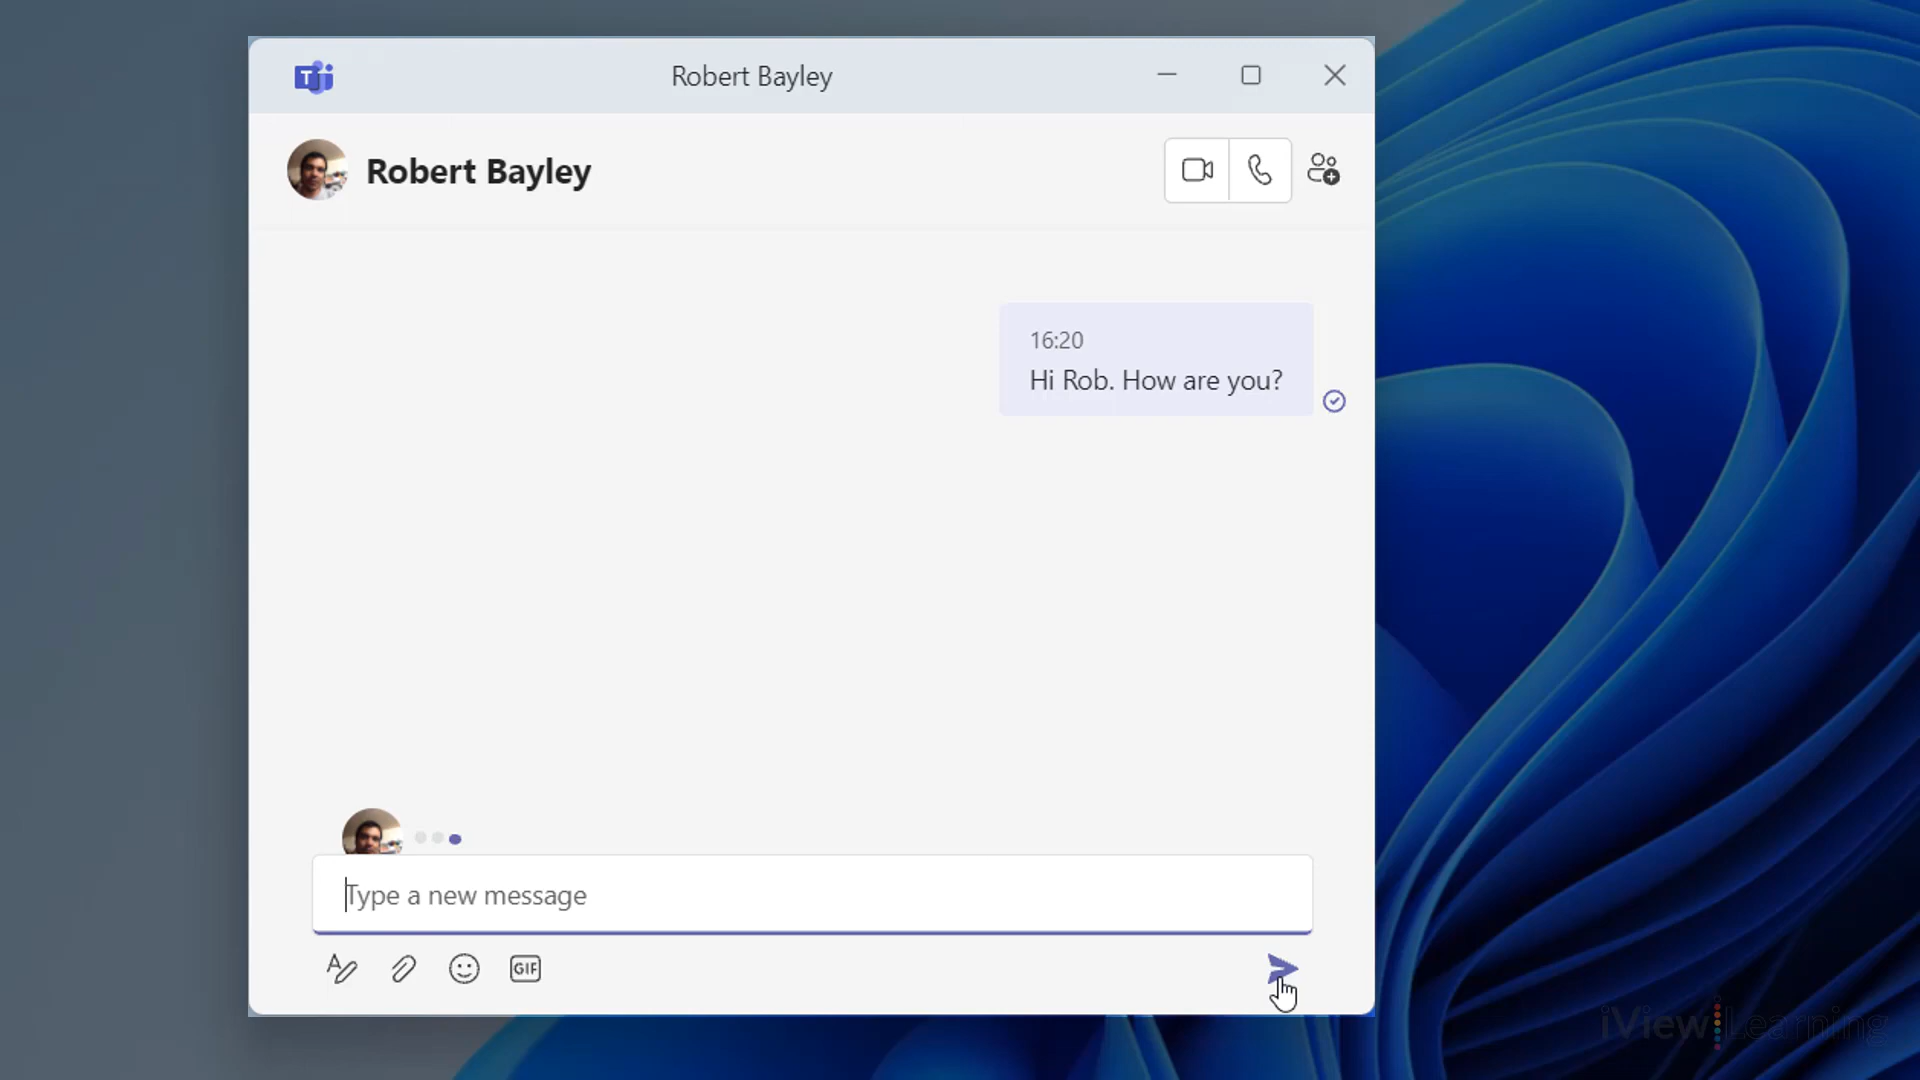 Robert Bayley
Robert Bayley
16:20
Hi Rob. How are you?
Type a new message
GIF
iView Learning